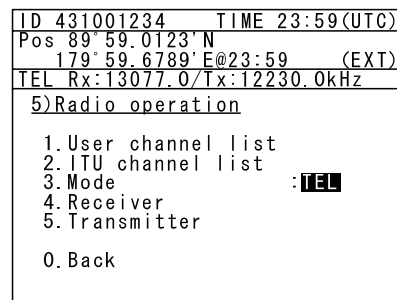 ID 431001234 TIME 23:59(UTC)
Pos 89°59.0123'N
179°59.6789'E@23:59 (EXT)
TEL Rx:13077.0/Tx:12230.0kHz
5)Radio operation
1.User channel list
2.ITU channel list
3.Mode :TEL
4.Receiver
5.Transmitter
0.Back